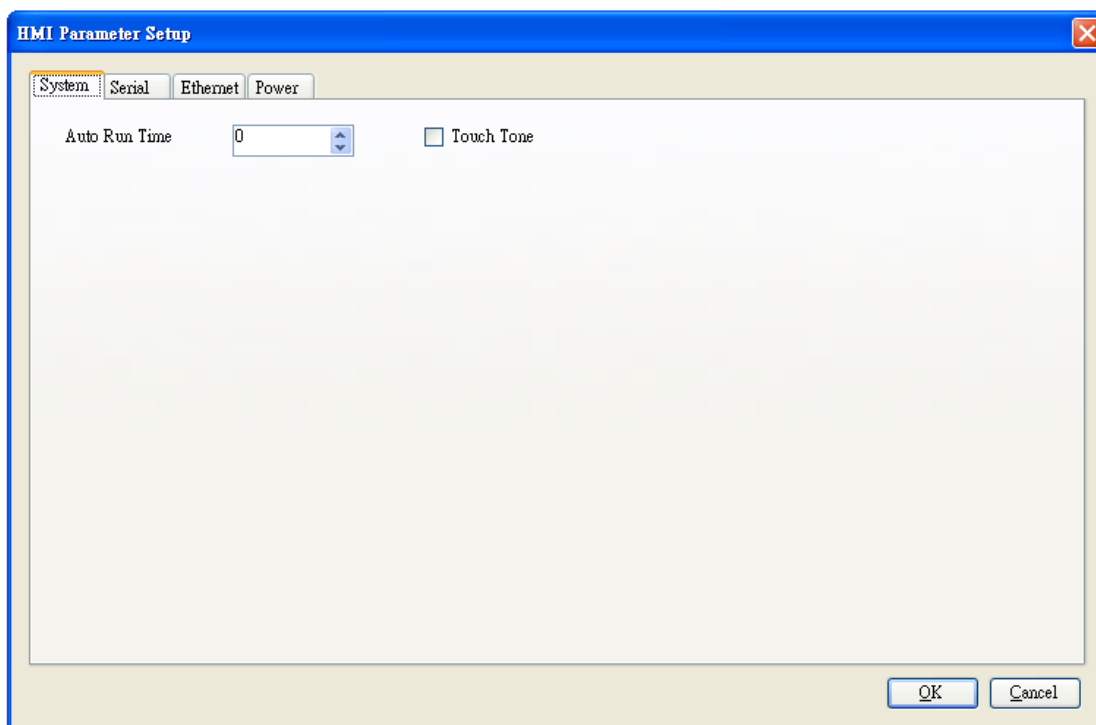 HMI Parameter Setup
System Serial Ethernet Power
Auto Run Time 0 Touch Tone
OK Cancel